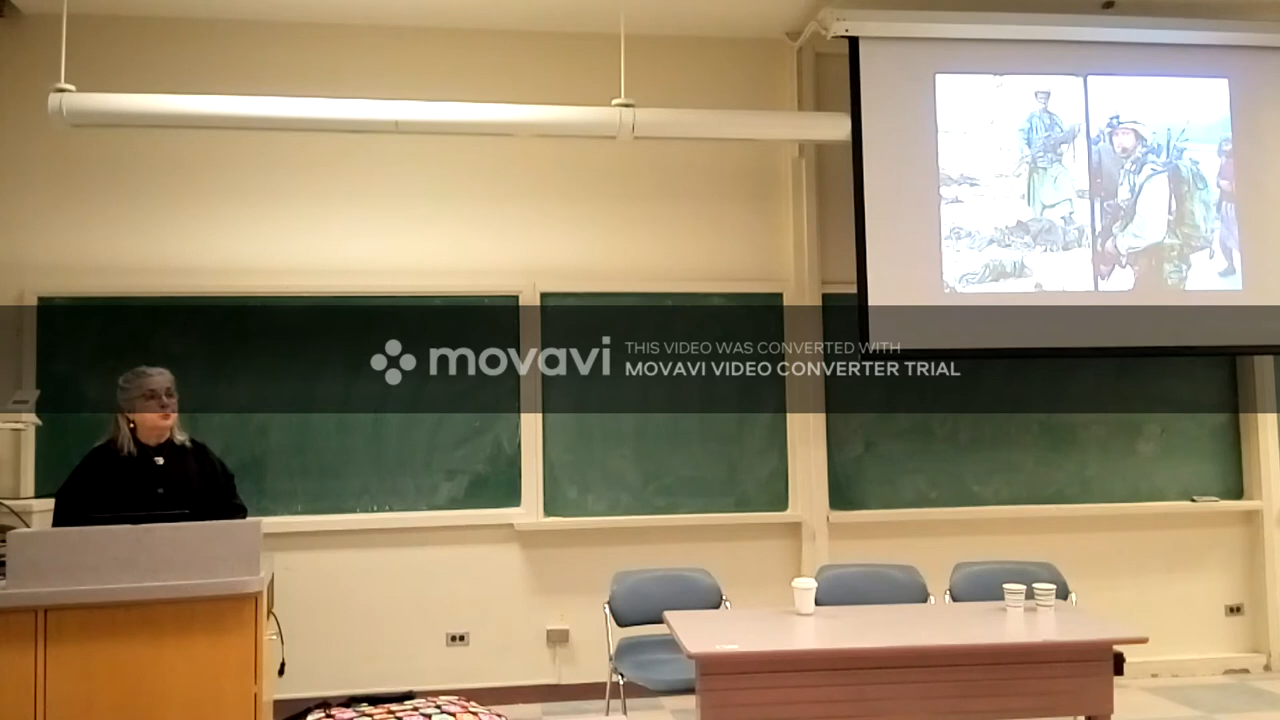 movavi
THIS VIDEO WAS CONVERTED WITH
MOVAVI VIDEO CONVERTER TRIAL